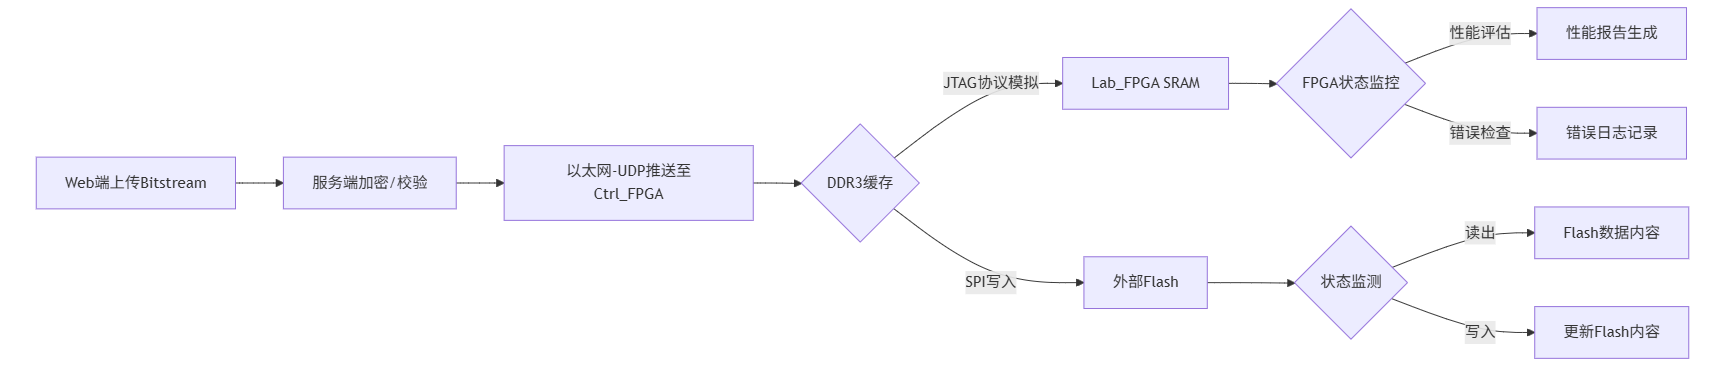 Web端上传Bitstream
服务端加密/校验
以太网-UDP推送至
Ctrl_FPGA
DDR3缓存
JTAG协议模拟
Lab_FPGA SRAM
FPGA状态监控
性能评估
性能报告生成
错误检查
错误日志记录
SPI写入
外部Flash
状态监测
读出
Flash数据内容
写入
更新Flash内容